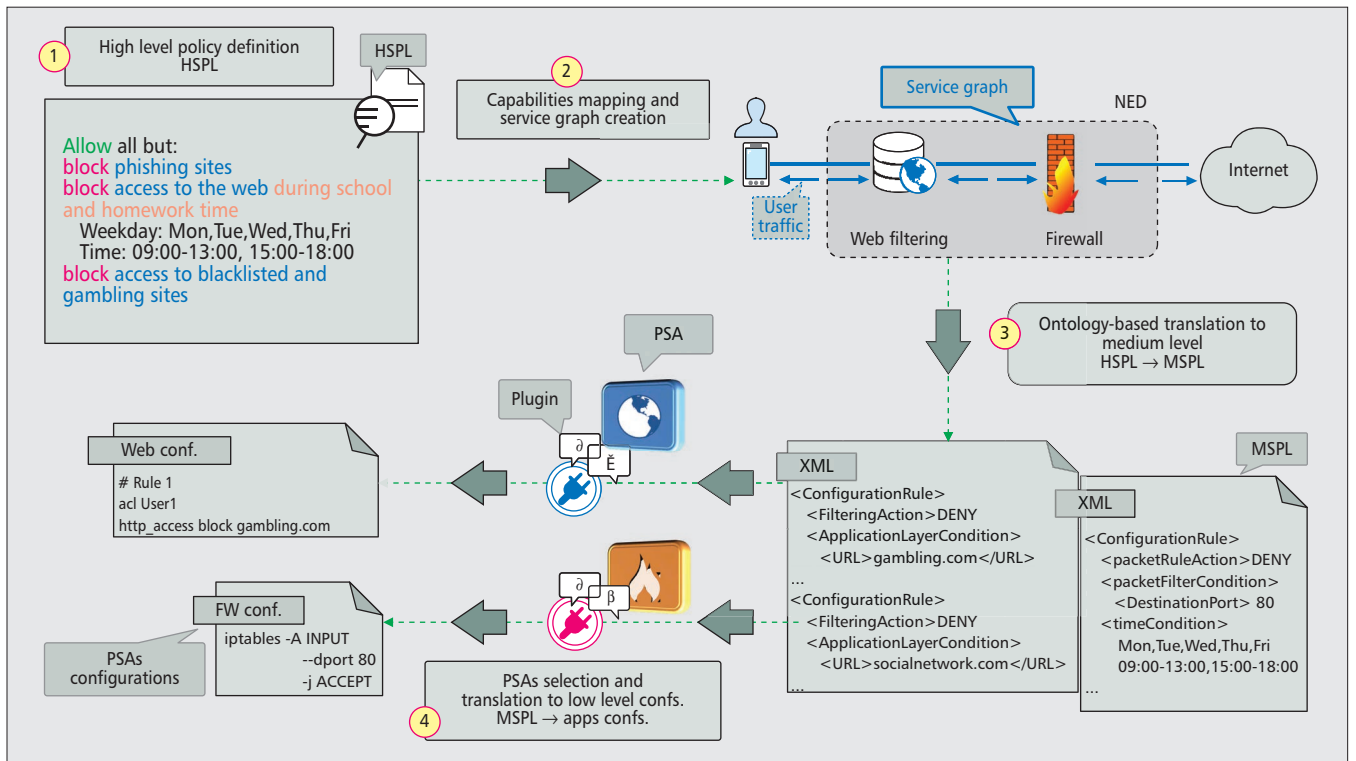 1
High level policy definition
HSPL
HSPL
Allow all but:
block phishing sites
block access to the web during school
and homework time
Weekday: Mon,Tue,Wed,Thu,Fri
Time: 09:00-13:00, 15:00-18:00
block access to blacklisted and
gambling sites
2
Capabilities mapping and
service graph creation
Service graph
NED
User
traffic
Web filtering
Firewall
Internet
3
Ontology-based translation to
medium level
HSPL → MSPL
PSA
Plugin
∂
Ě
Web conf.
# Rule 1
acl User1
http_access block gambling.com
XML
<ConfigurationRule>
<FilteringAction>DENY
<ApplicationLayerCondition>
<URL>gambling.com</URL>
...
<ConfigurationRule>
<FilteringAction>DENY
<ApplicationLayerCondition>
<URL>socialnetwork.com</URL>
...
MSPL
XML
<ConfigurationRule>
<packetRuleAction>DENY
<packetFilterCondition>
<DestinationPort> 80
<timeCondition>
Mon,Tue,Wed,Thu,Fri
09:00-13:00,15:00-18:00
...
∂
β
FW conf.
iptables -A INPUT
--dport 80
-j ACCEPT
PSAs
configurations
4
PSAs selection and
translation to low level confs.
MSPL → apps confs.